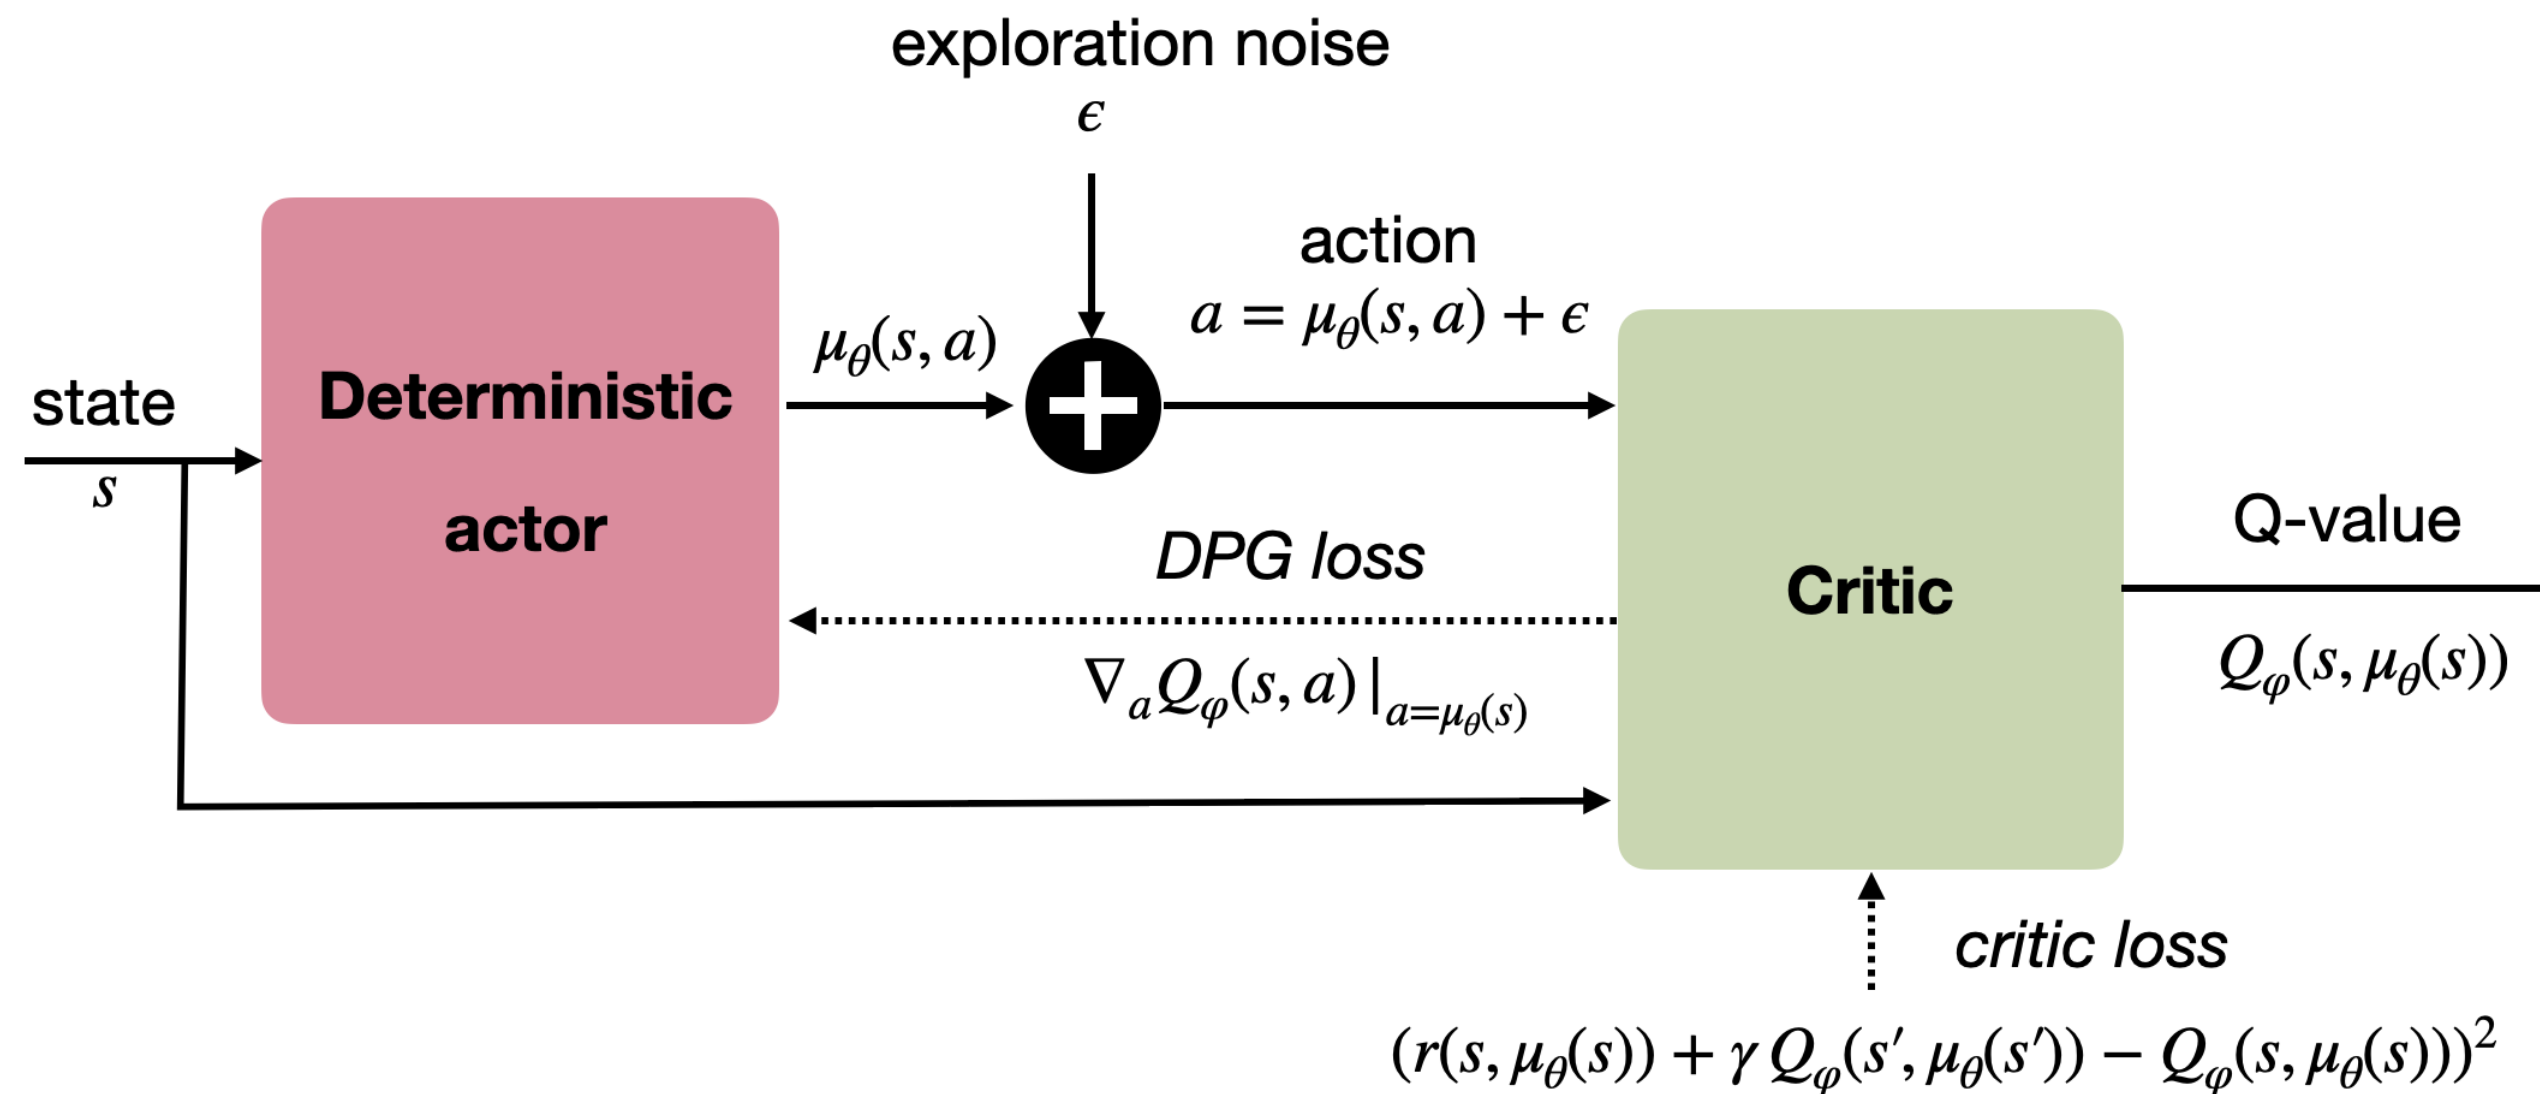 exploration noise
ϵ
action
a = μθ(s, a) + ϵ
μθ(s, a)
state
s
Deterministic
actor
DPG loss
∇aQφ(s, a)|a=μθ(s)
Critic
Q-value
Qφ(s, μθ(s))
critic loss
(r(s, μθ(s)) + γ Qφ(s′, μθ(s′)) − Qφ(s, μθ(s)))²